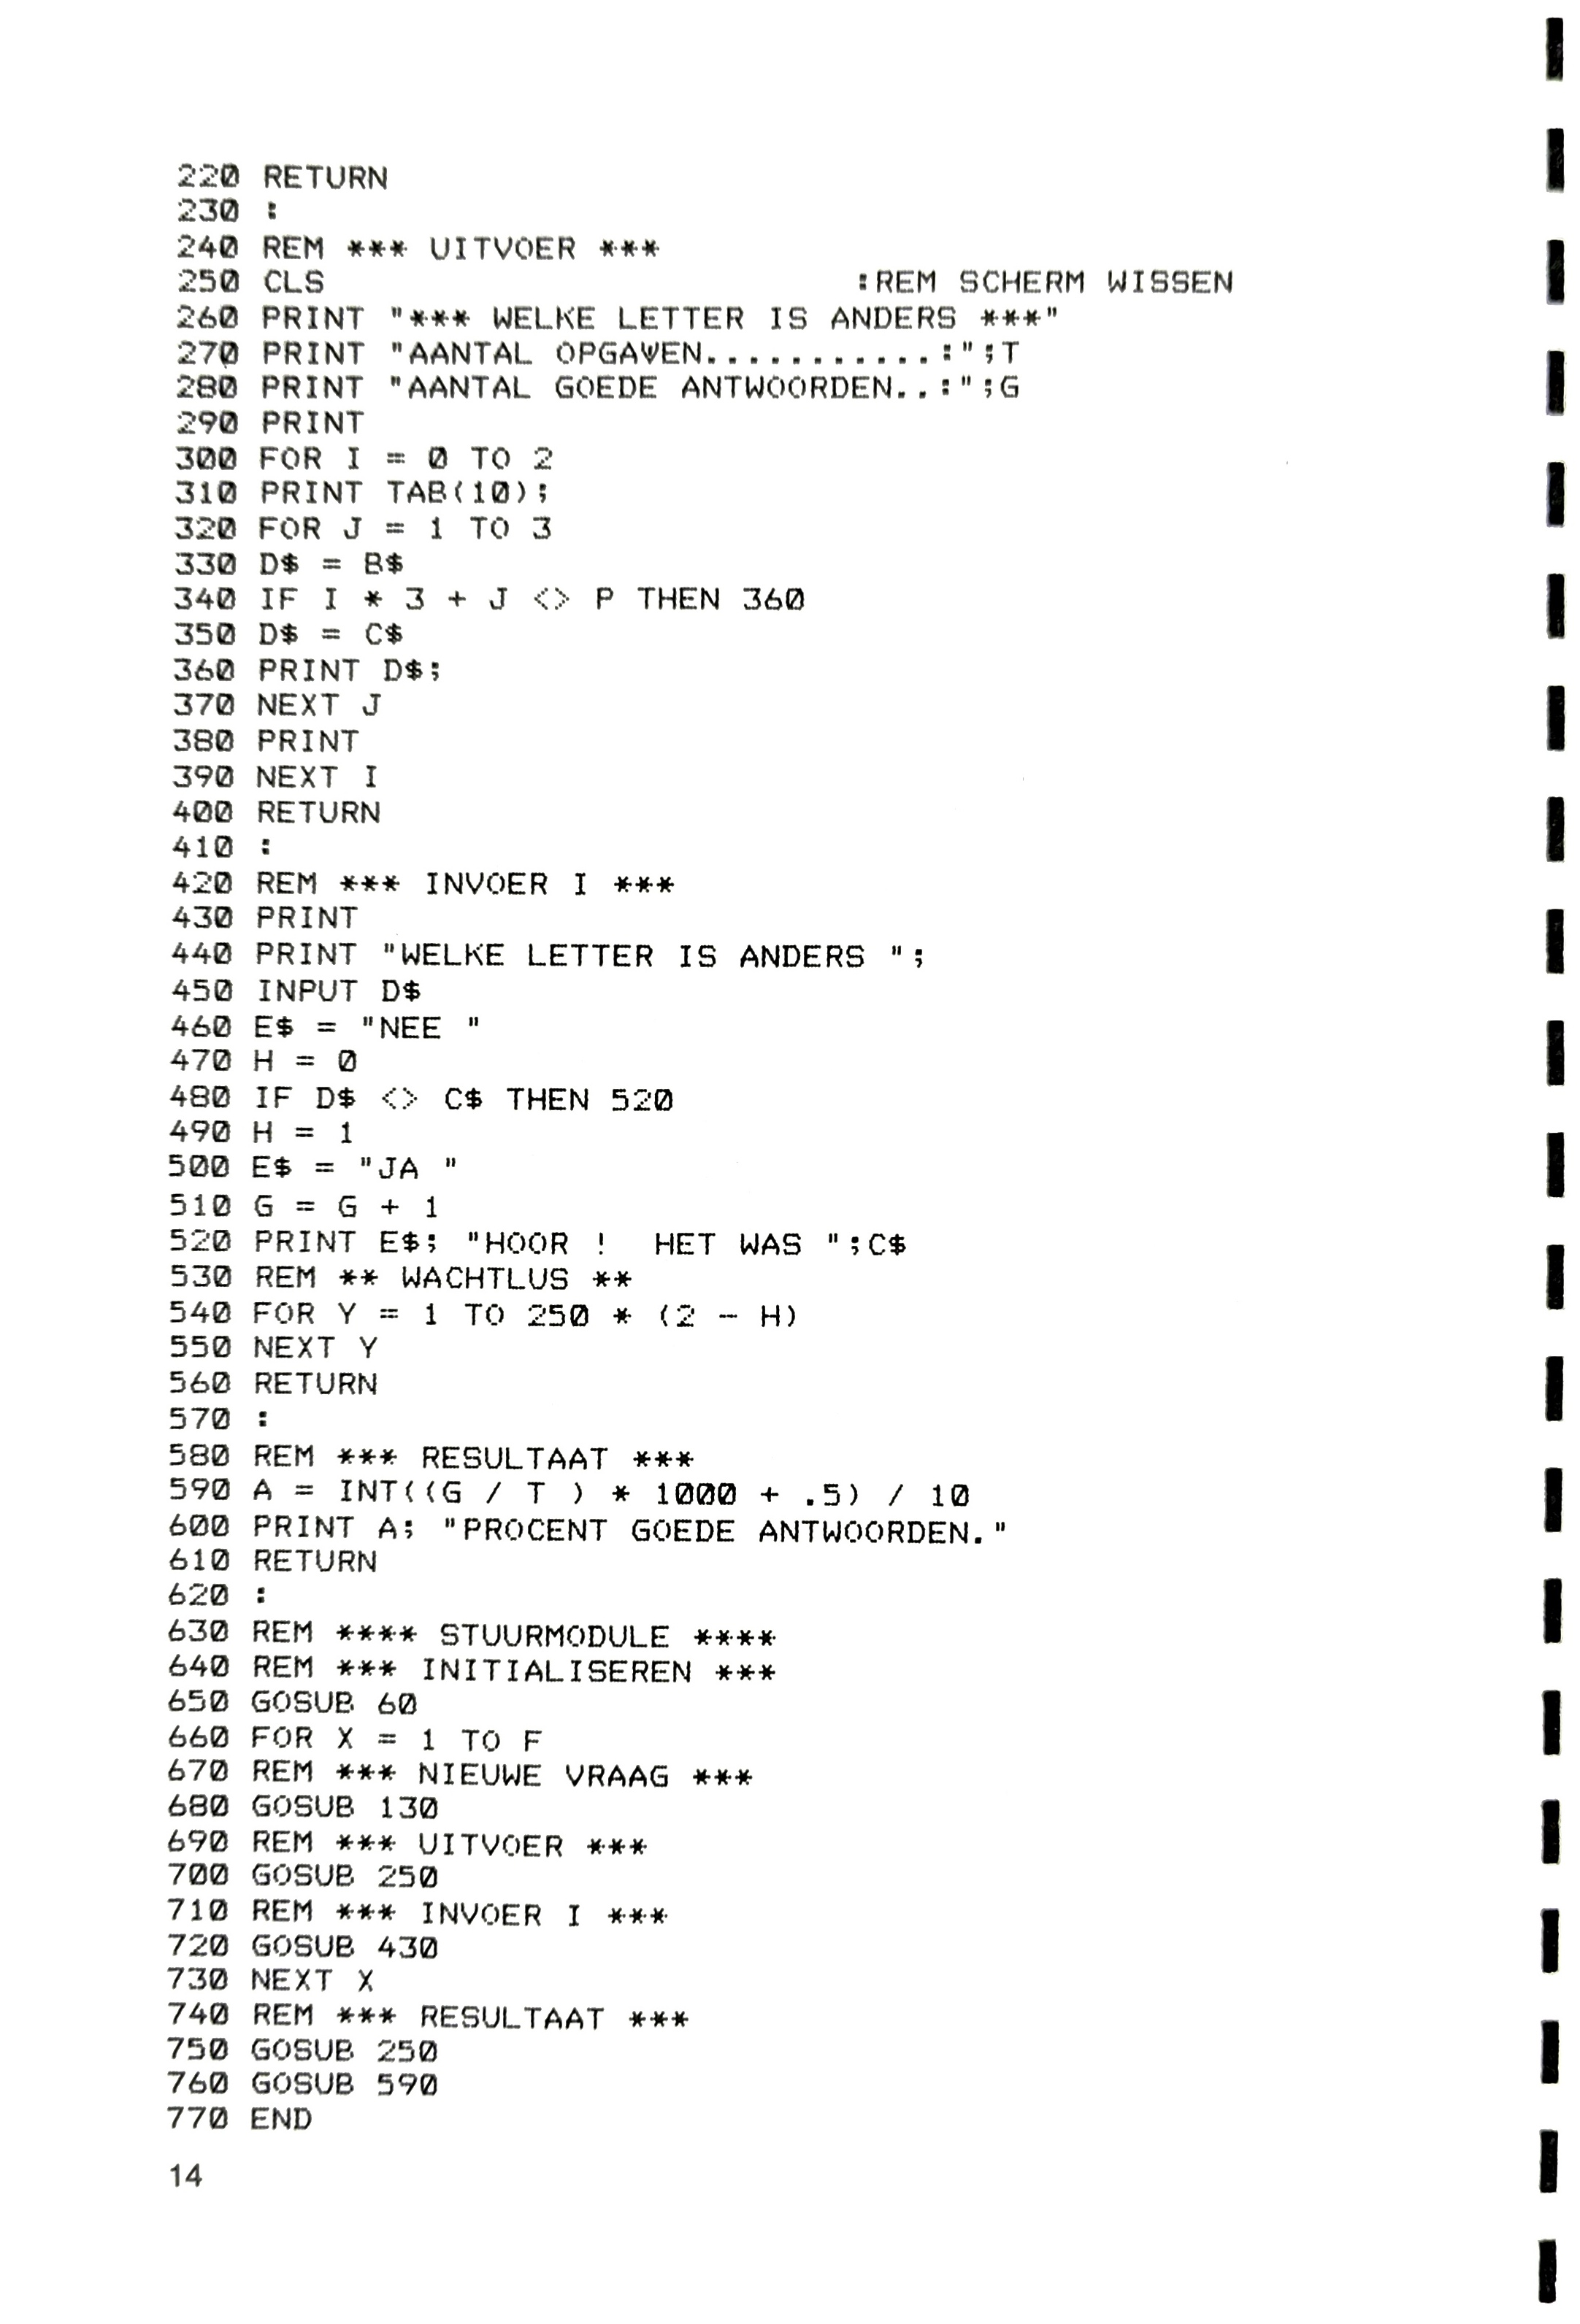 220 RETURN
230 :
240 REM *** UITVOER ***
250 CLS                         :REM SCHERM WISSEN
260 PRINT "*** WELKE LETTER IS ANDERS ***"
270 PRINT "AANTAL OPGAVEN...........:";T
280 PRINT "AANTAL GOEDE ANTWOORDEN..:";G
290 PRINT
300 FOR I = 0 TO 2
310 PRINT TAB(10);
320 FOR J = 1 TO 3
330 D$ = B$
340 IF I * 3 + J <> P THEN 360
350 D$ = C$
360 PRINT D$;
370 NEXT J
380 PRINT
390 NEXT I
400 RETURN
410 :
420 REM *** INVOER I ***
430 PRINT
440 PRINT "WELKE LETTER IS ANDERS ";
450 INPUT D$
460 E$ = "NEE "
470 H = 0
480 IF D$ <> C$ THEN 520
490 H = 1
500 E$ = "JA "
510 G = G + 1
520 PRINT E$; "HOOR !  HET WAS ";C$
530 REM ** WACHTLUS **
540 FOR Y = 1 TO 250 * (2 - H)
550 NEXT Y
560 RETURN
570 :
580 REM *** RESULTAAT ***
590 A = INT((G / T ) * 1000 + .5) / 10
600 PRINT A; "PROCENT GOEDE ANTWOORDEN."
610 RETURN
620 :
630 REM **** STUURMODULE ****
640 REM *** INITIALISEREN ***
650 GOSUB 60
660 FOR X = 1 TO F
670 REM *** NIEUWE VRAAG ***
680 GOSUB 130
690 REM *** UITVOER ***
700 GOSUB 250
710 REM *** INVOER I ***
720 GOSUB 430
730 NEXT X
740 REM *** RESULTAAT ***
750 GOSUB 250
760 GOSUB 590
770 END
14